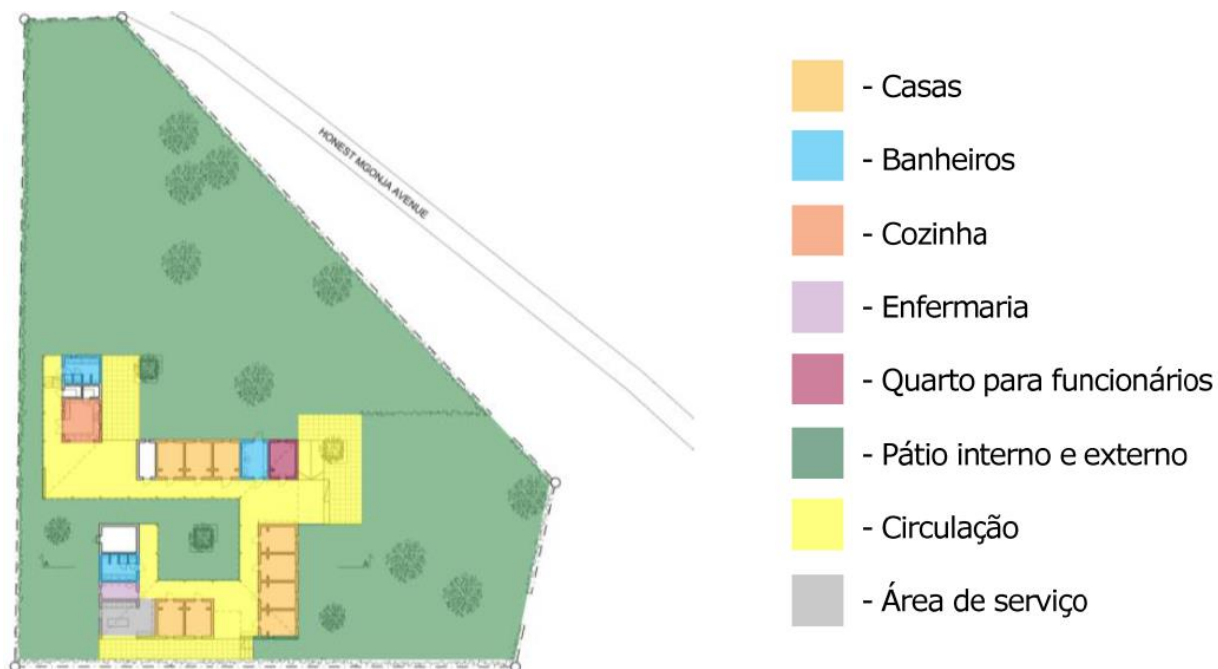 HONEST MGONJA AVENUE
- Casas
- Banheiros
- Cozinha
- Enfermaria
- Quarto para funcionários
- Pátio interno e externo
- Circulação
- Área de serviço